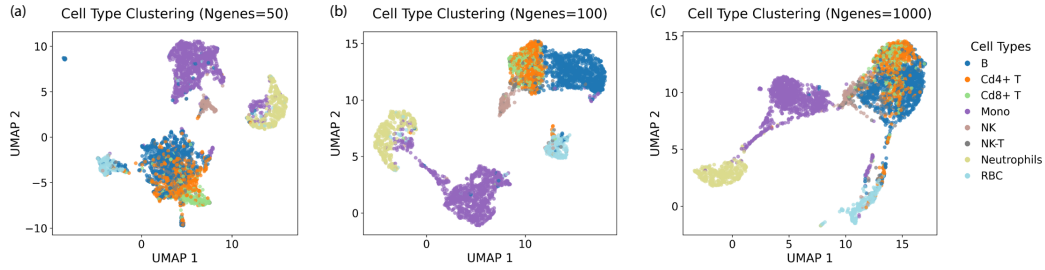 (a) Cell Type Clustering (Ngenes=50)
10
5
0
−5
−10
UMAP 2
0
10
UMAP 1
(b) Cell Type Clustering (Ngenes=100)
15
10
5
0
UMAP 2
0
10
UMAP 1
(c) Cell Type Clustering (Ngenes=1000)
15
10
5
0
UMAP 2
0
5
10
15
UMAP 1
Cell Types
B
Cd4+ T
Cd8+ T
Mono
NK
NK-T
Neutrophils
RBC